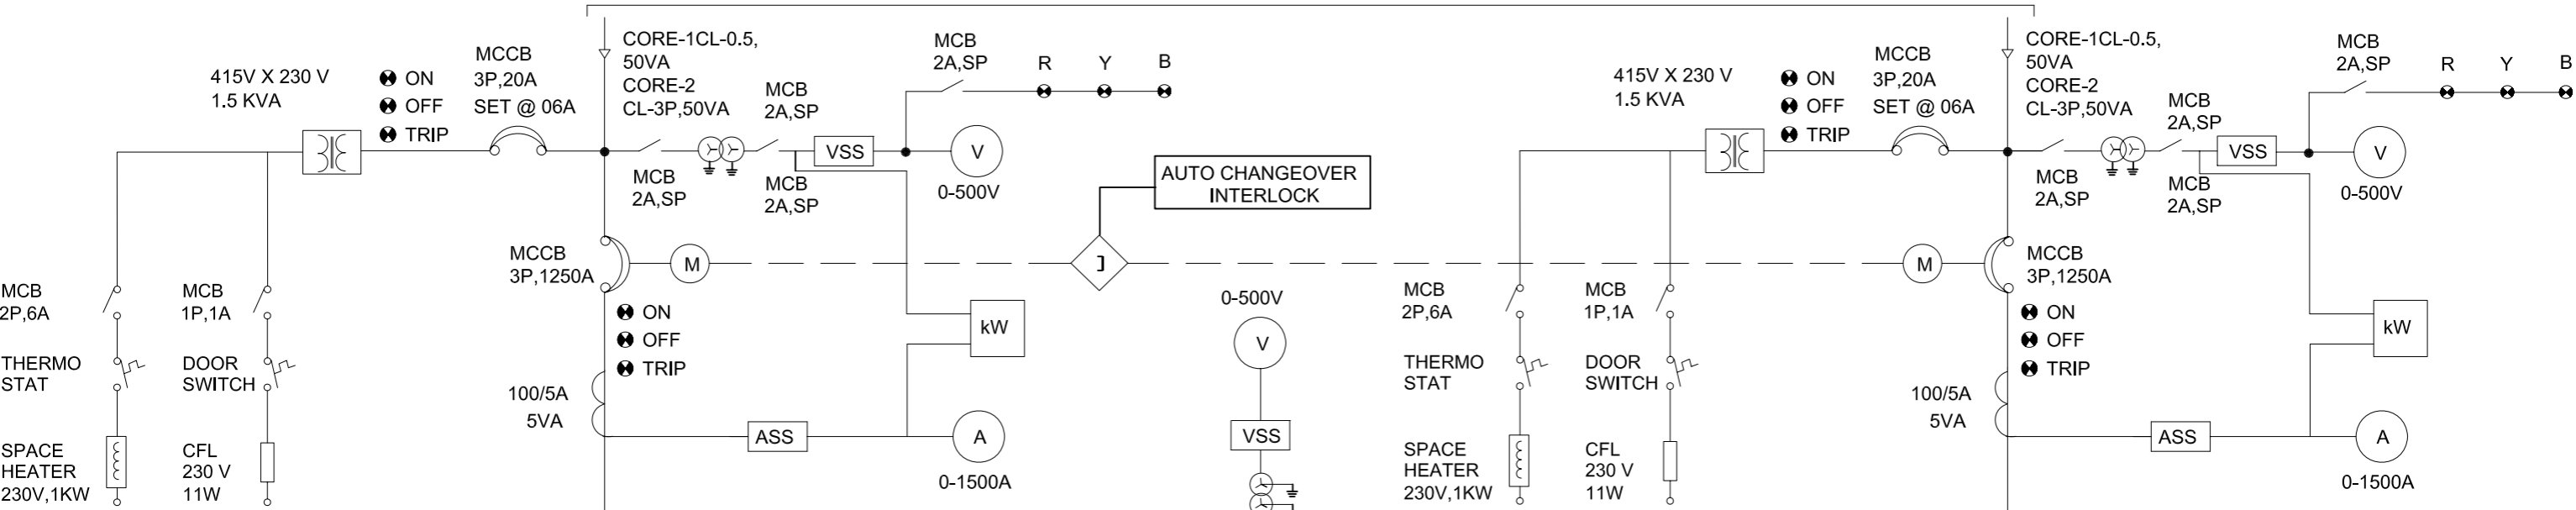 415V X 230 V
1.5 KVA
ON
OFF
TRIP
MCCB
3P,20A
SET @ 06A
CORE-1CL-0.5,
50VA
CORE-2
CL-3P,50VA
MCB
2A,SP
MCB
2A,SP
R Y B
MCB
2A,SP
MCB
2A,SP
VSS
V
0-500V
AUTO CHANGEOVER
INTERLOCK
MCCB
3P,1250A
M
J
ON
OFF
TRIP
MCB
2P,6A
MCB
1P,1A
THERMO
STAT
DOOR
SWITCH
SPACE
HEATER
230V,1KW
CFL
230 V
11W
100/5A
5VA
kW
ASS
A
0-1500A
0-500V
V
VSS
415V X 230 V
1.5 KVA
ON
OFF
TRIP
MCCB
3P,20A
SET @ 06A
CORE-1CL-0.5,
50VA
CORE-2
CL-3P,50VA
MCB
2A,SP
MCB
2A,SP
R Y B
MCB
2A,SP
MCB
2A,SP
VSS
V
0-500V
M
MCCB
3P,1250A
ON
OFF
TRIP
MCB
2P,6A
MCB
1P,1A
THERMO
STAT
DOOR
SWITCH
SPACE
HEATER
230V,1KW
CFL
230 V
11W
100/5A
5VA
kW
ASS
A
0-1500A